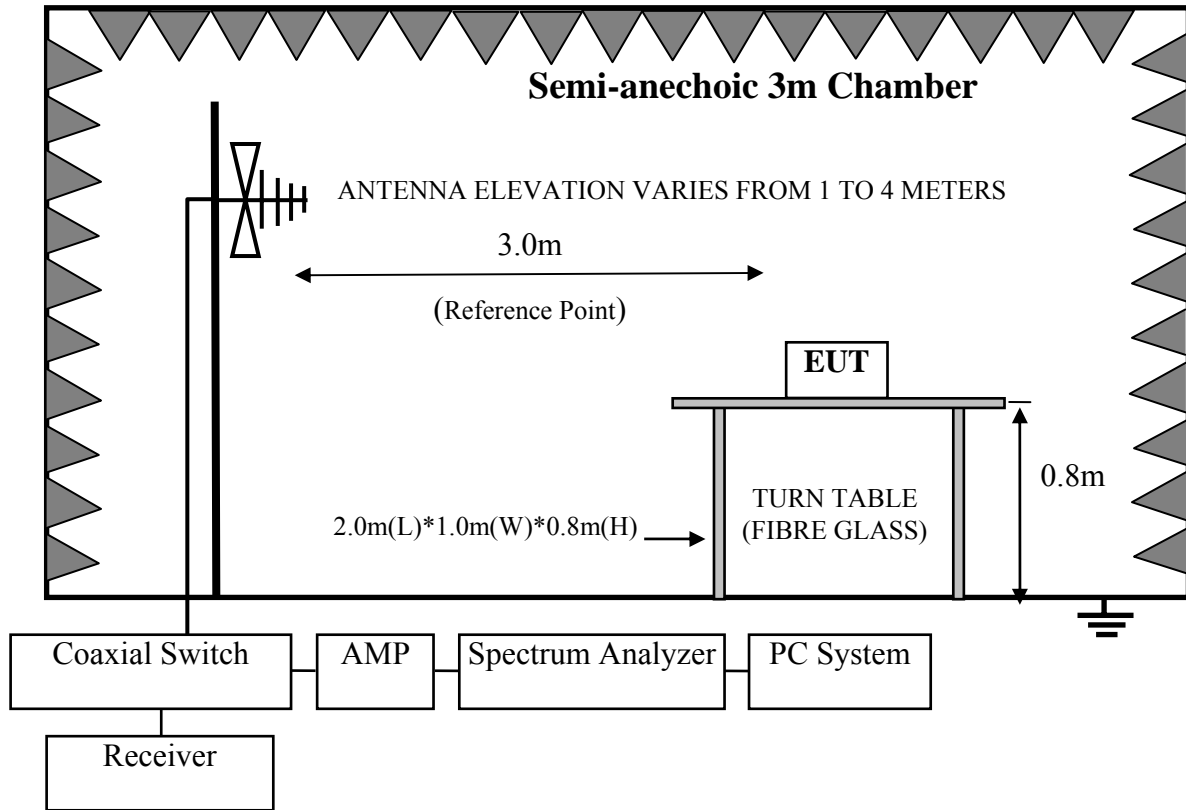 Semi-anechoic 3m Chamber
ANTENNA ELEVATION VARIES FROM 1 TO 4 METERS
3.0m
(Reference Point)
EUT
0.8m
TURN TABLE
(FIBRE GLASS)
2.0m(L)*1.0m(W)*0.8m(H)
Coaxial Switch
AMP
Spectrum Analyzer
PC System
Receiver